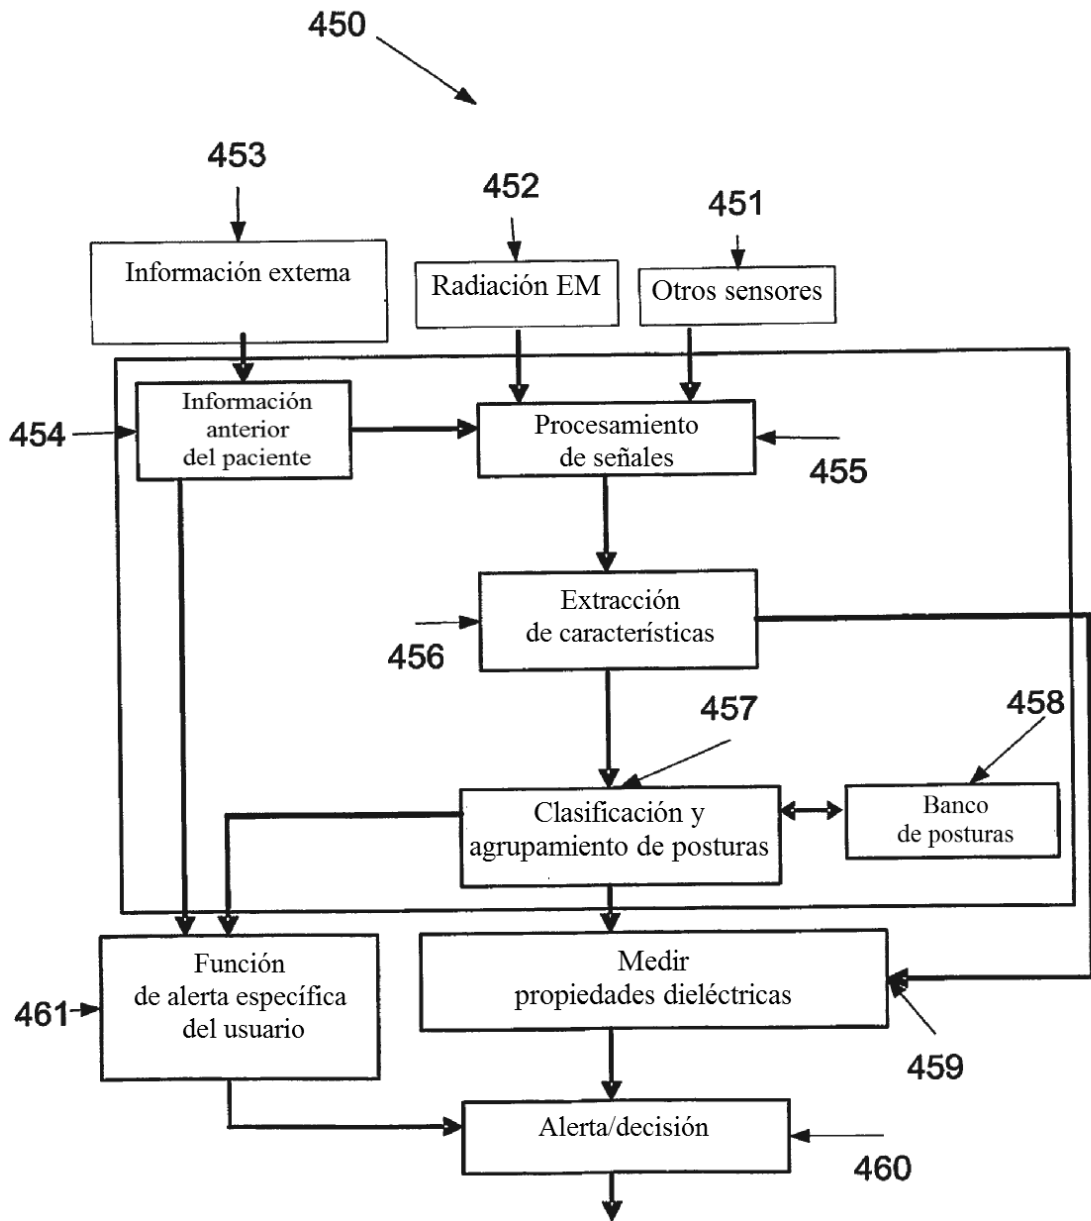 450
453
452
451
Información externa
Radiación EM
Otros sensores
Información
anterior
del paciente
454
Procesamiento
de señales
455
Extracción
de características
456
457
458
Clasificación y
agrupamiento de posturas
Banco
de posturas
Función
de alerta específica
del usuario
461
Medir
propiedades dieléctricas
459
Alerta/decisión
460